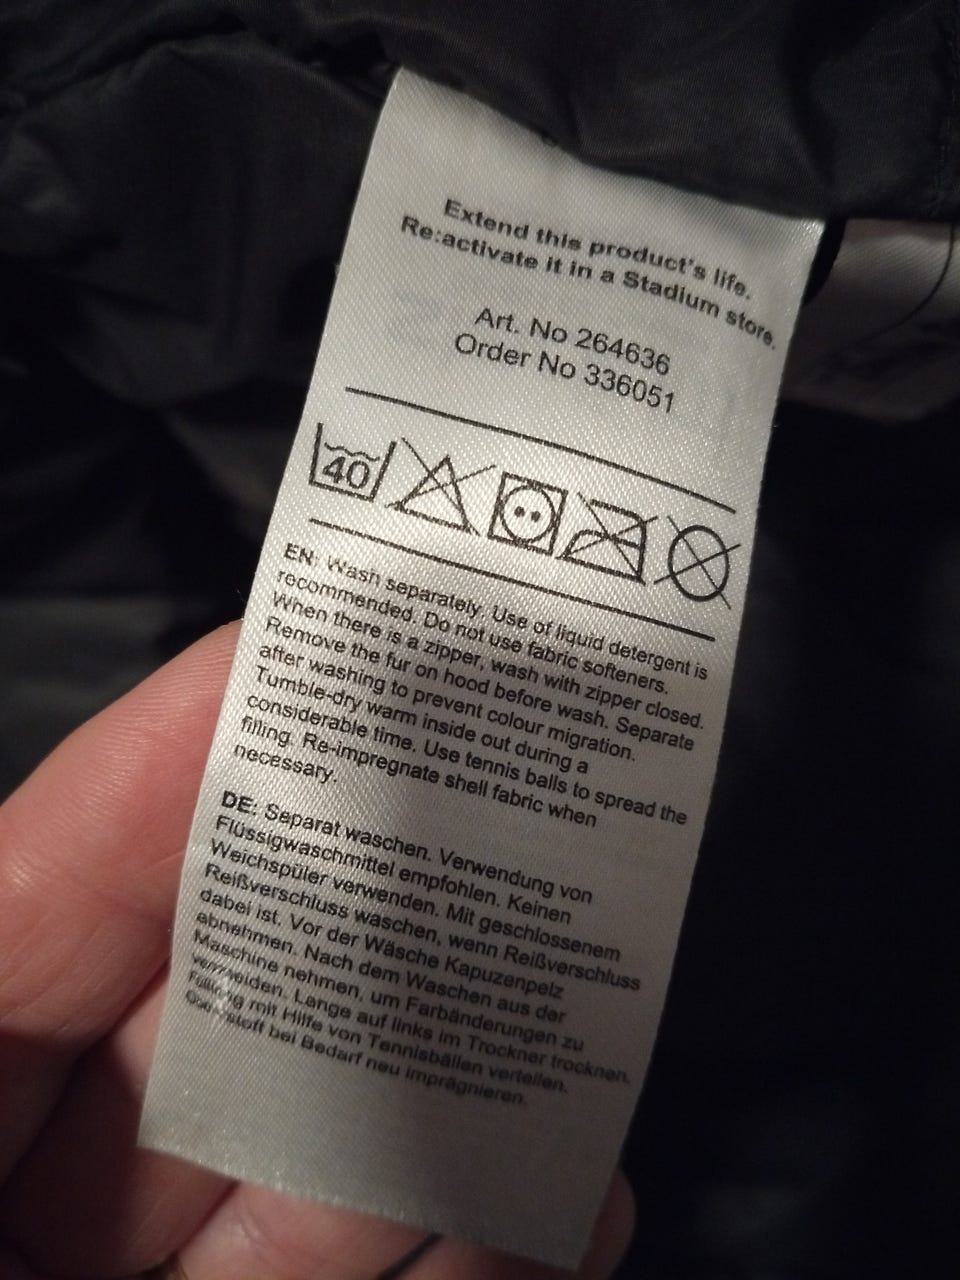 Extend this product's life.
Re:activate it in a Stadium store.
Art. No 264636
Order No 336051
40
EN: Wash separately. Use of liquid detergent is
recommended. Do not use fabric softeners.
When there is a zipper, wash with zipper closed.
Remove the fur on hood before wash. Separate
after washing to prevent colour migration.
Tumble-dry warm inside out during a
considerable time. Use tennis balls to spread the
filling. Re-impregnate shell fabric when
necessary.
DE: Separat waschen. Verwendung von
Flüssigwaschmittel empfohlen. Keinen
Weichspüler verwenden. Mit geschlossenem
Reißverschluss waschen, wenn Reißverschluss
dabei ist. Vor der Wäsche Kapuzenpelz
abnehmen. Nach dem Waschen aus der
Maschine nehmen, um Farbänderungen zu
vermeiden. Lange auf links im Trockner trocknen.
Füllung mit Hilfe von Tennisbällen verteilen.
Oberstoff bei Bedarf neu imprägnieren.